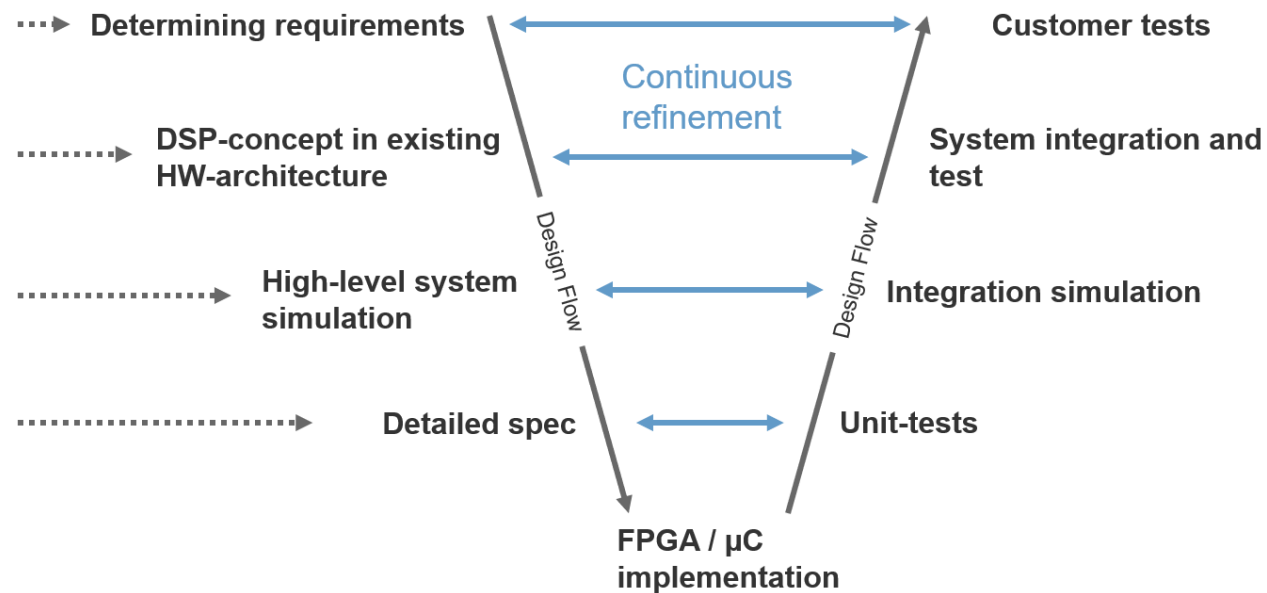 Determining requirements
Customer tests
Continuous
refinement
DSP-concept in existing
HW-architecture
System integration and
test
Design Flow
Design Flow
High-level system
simulation
Integration simulation
Detailed spec
Unit-tests
FPGA / µC
implementation